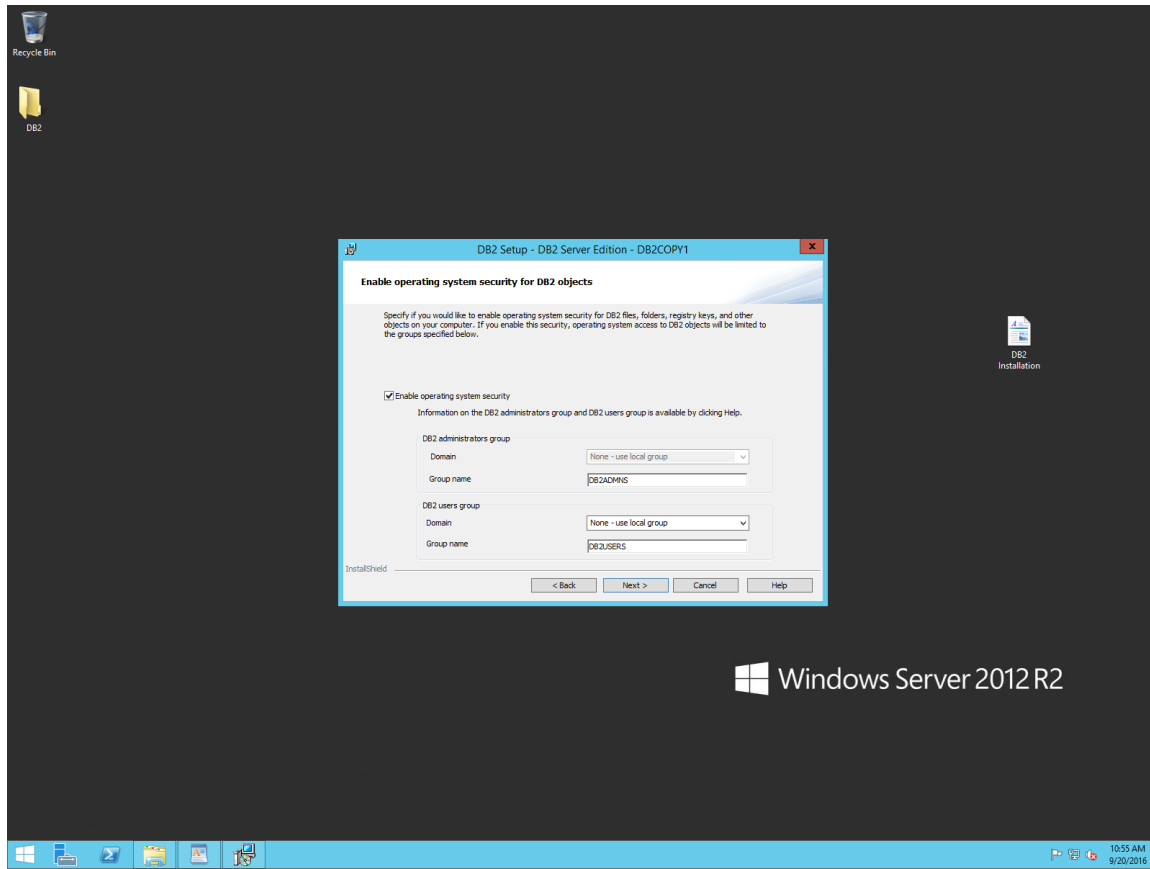 Recycle Bin
DB2
DB2 Setup - DB2 Server Edition - DB2COPY1
x
Enable operating system security for DB2 objects
Specify if you would like to enable operating system security for DB2 files, folders, registry keys, and other
objects on your computer. If you enable this security, operating system access to DB2 objects will be limited to
the groups specified below.
DB2
Installation
Enable operating system security
Information on the DB2 administrators group and DB2 users group is available by clicking Help.
DB2 administrators group
Domain None - use local group
Group name DB2ADMNS
DB2 users group
Domain None - use local group
Group name DB2USERS
InstallShield
< Back Next > Cancel Help
Windows Server 2012 R2
10:55 AM
9/20/2016